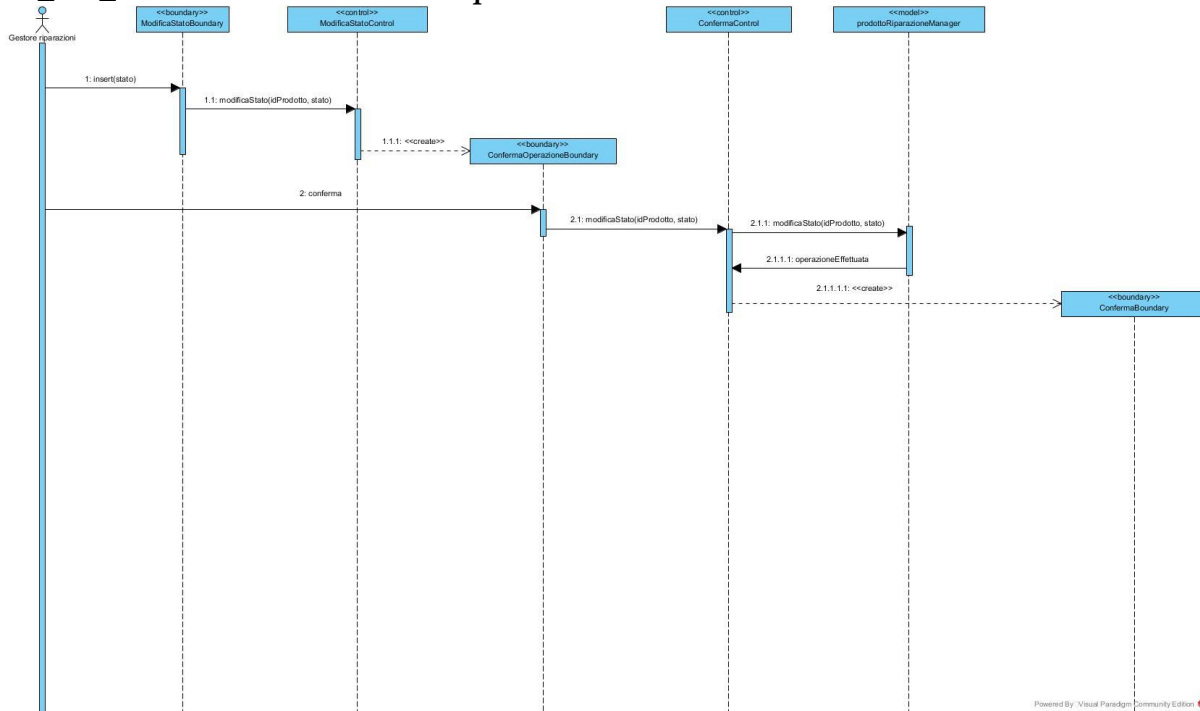 <<boundary>>
ModificaStatoBoundary
<<control>>
ModificaStatoControl
<<control>>
ConfermaControl
<<model>>
prodottoRiparazioneManager
Gestore riparazioni
1: insert(stato)
1.1: modificaStato(idProdotto, stato)
1.1.1: <<create>>
<<boundary>>
ConfermaOperazioneBoundary
2: conferma
2.1: modificaStato(idProdotto, stato)
2.1.1: modificaStato(idProdotto, stato)
2.1.1.1: operazioneEffettuata
2.1.1.1.1: <<create>>
<<boundary>>
ConfermaBoundary
Powered By Visual Paradigm Community Edition